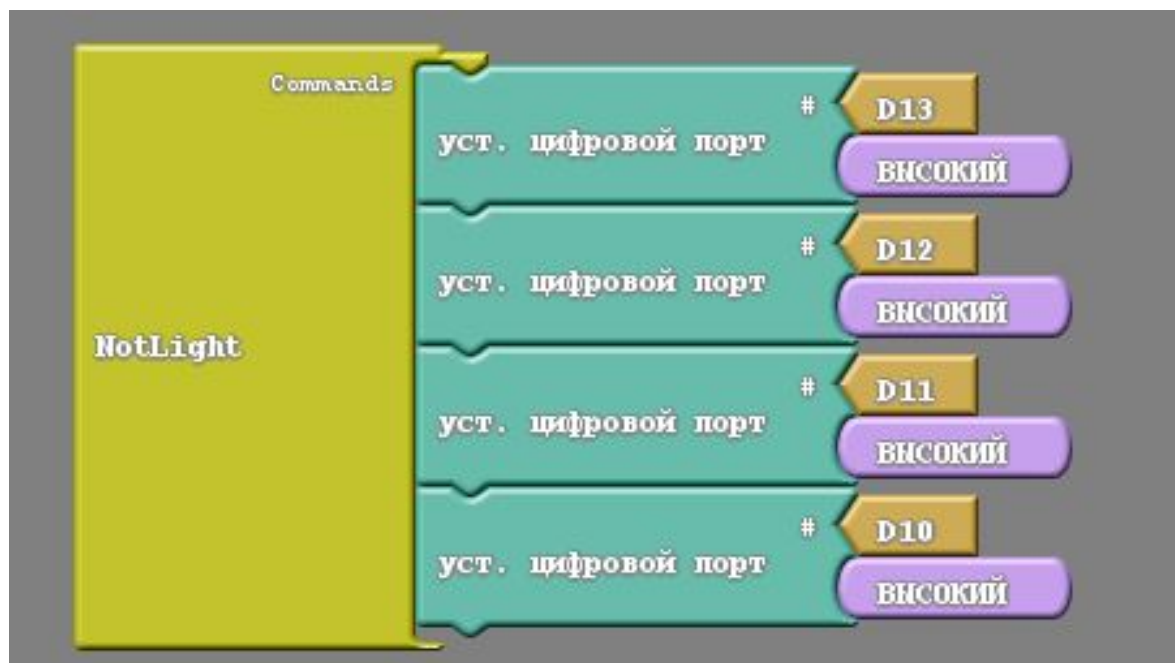 Commands
# D13
уст. цифровой порт
ВЫСОКИЙ
# D12
уст. цифровой порт
ВЫСОКИЙ
NotLight
# D11
уст. цифровой порт
ВЫСОКИЙ
# D10
уст. цифровой порт
ВЫСОКИЙ